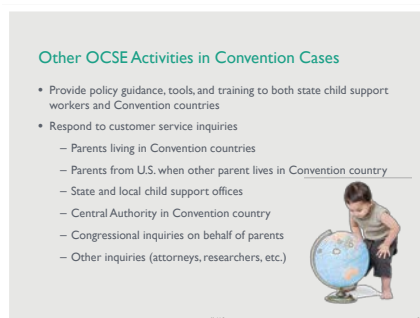 Other OCSE Activities in Convention Cases
• Provide policy guidance, tools, and training to both state child support
workers and Convention countries
• Respond to customer service inquiries
– Parents living in Convention countries
– Parents from U.S. when other parent lives in Convention country
– State and local child support offices
– Central Authority in Convention country
– Congressional inquiries on behalf of parents
– Other inquiries (attorneys, researchers, etc.)